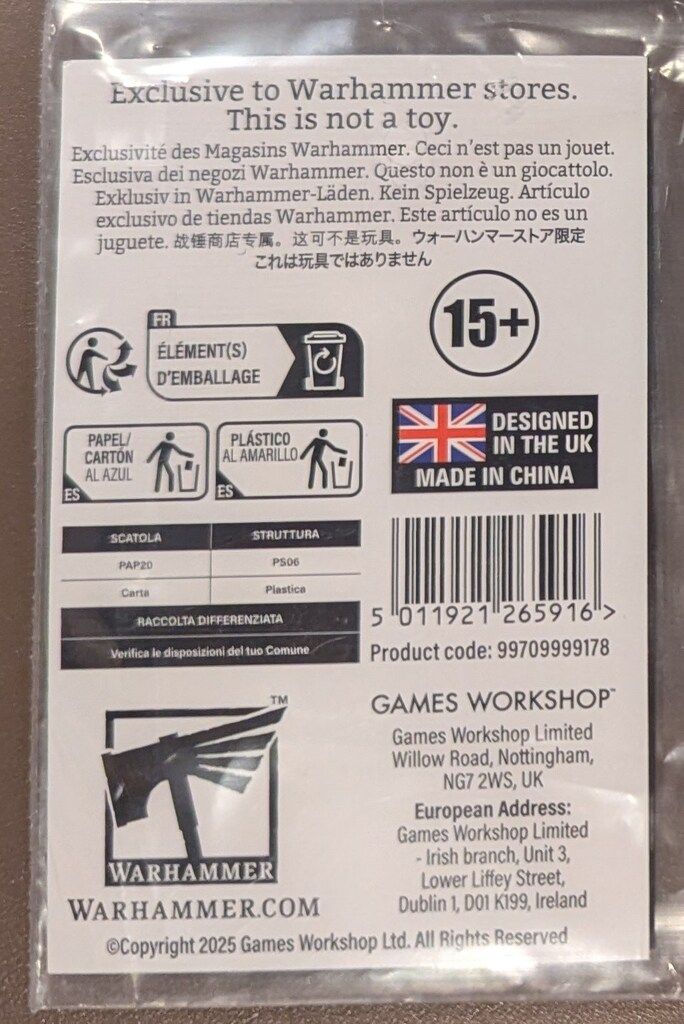 Exclusive to Warhammer stores.
This is not a toy.
Exclusivité des Magasins Warhammer. Ceci n'est pas un jouet.
Esclusiva dei negozi Warhammer. Questo non è un giocattolo.
Exklusiv in Warhammer-Läden. Kein Spielzeug. Artículo
exclusivo de tiendas Warhammer. Este artículo no es un
juguete. 战锤商店专属。这可不是玩具。ウォーハンマーストア限定
これは玩具ではありません
15+
FR
ÉLÉMENT(S)
D'EMBALLAGE
PAPEL/
CARTÓN
AL AZUL
ES
PLÁSTICO
AL AMARILLO
ES
DESIGNED
IN THE UK
MADE IN CHINA
SCATOLA STRUTTURA
PAP20 PS06
Carta Plastica
RACCOLTA DIFFERENZIATA
Verifica le disposizioni del tuo Comune
5 011921 265916 >
Product code: 99709999178
TM
WARHAMMER
WARHAMMER.COM
GAMES WORKSHOP™
Games Workshop Limited
Willow Road, Nottingham,
NG7 2WS, UK
European Address:
Games Workshop Limited
- Irish branch, Unit 3,
Lower Liffey Street,
Dublin 1, D01 K199, Ireland
©Copyright 2025 Games Workshop Ltd. All Rights Reserved